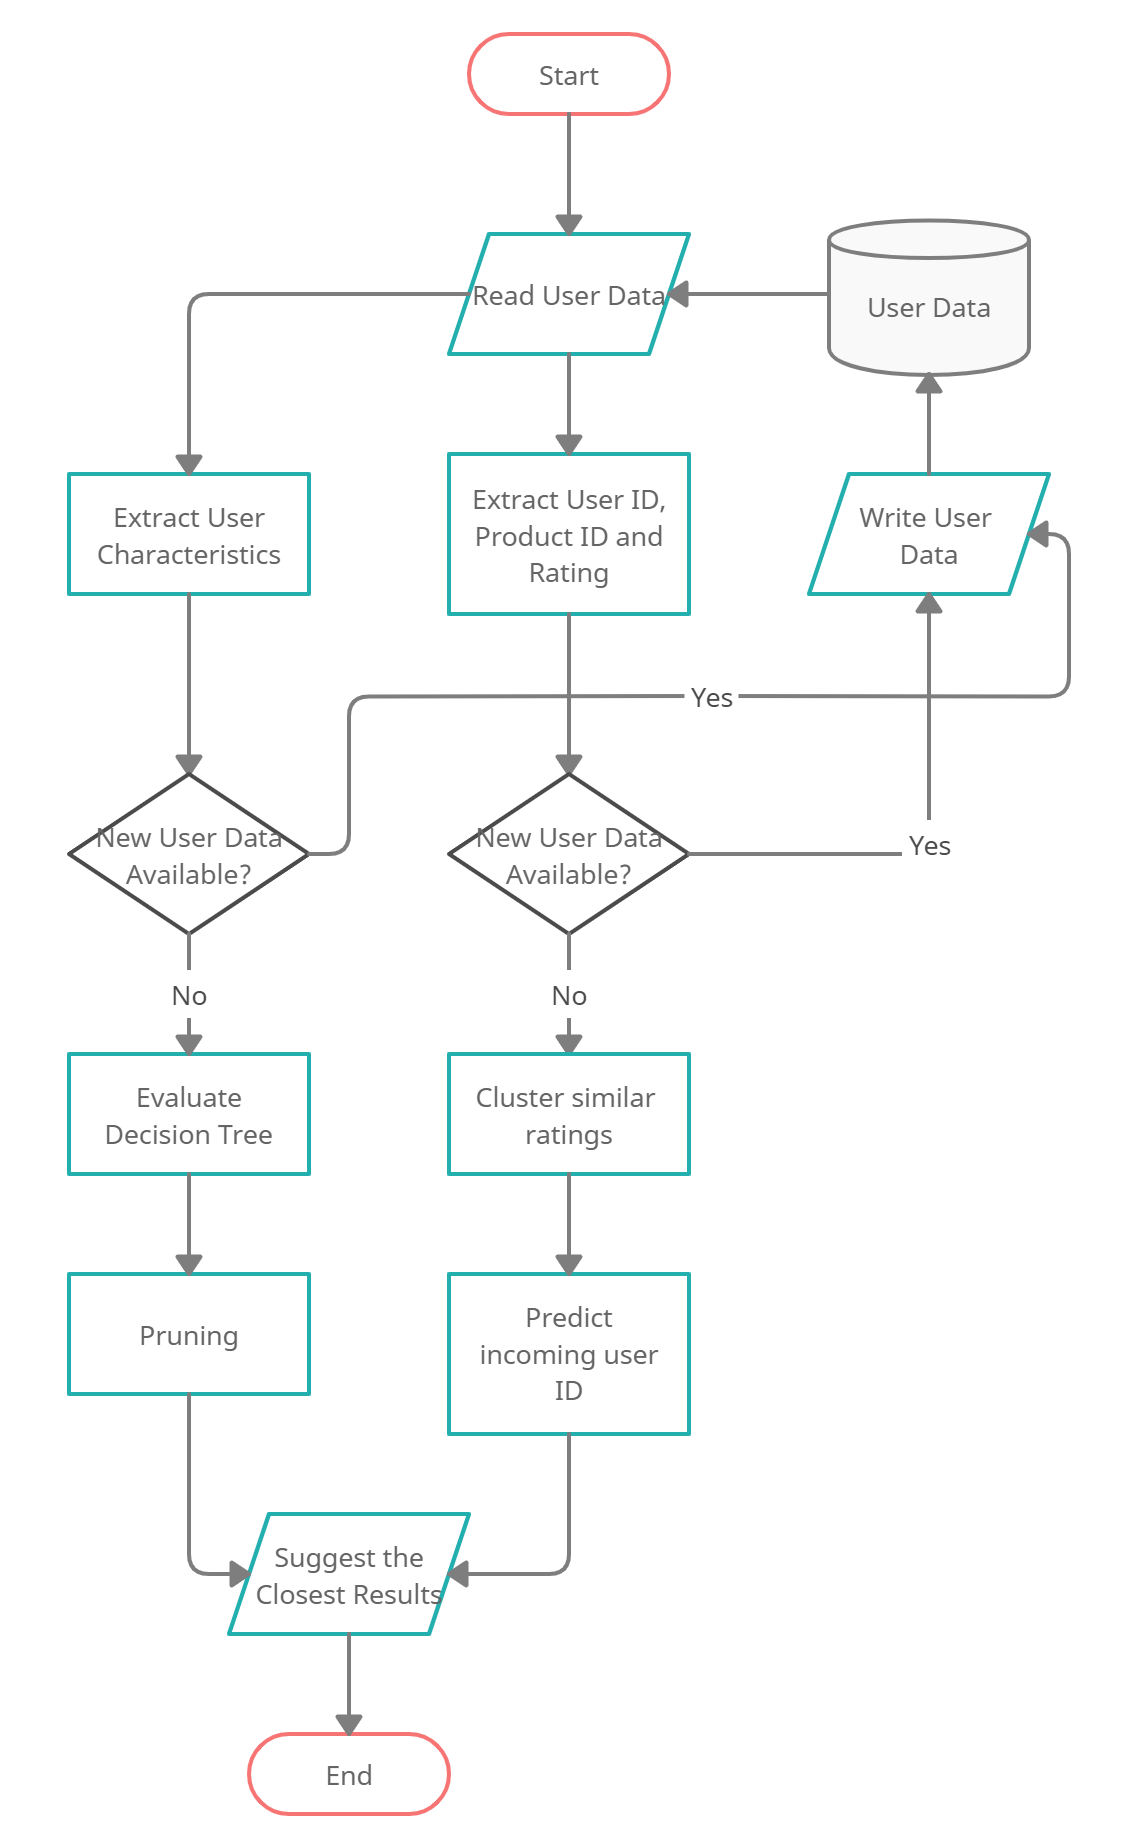 Start
Read User Data
User Data
Extract User
Characteristics
Extract User ID,
Product ID and
Rating
Write User
Data
Yes
New User Data
Available?
New User Data
Available?
Yes
No
No
Evaluate
Decision Tree
Cluster similar
ratings
Pruning
Predict
incoming user
ID
Suggest the
Closest Results
End